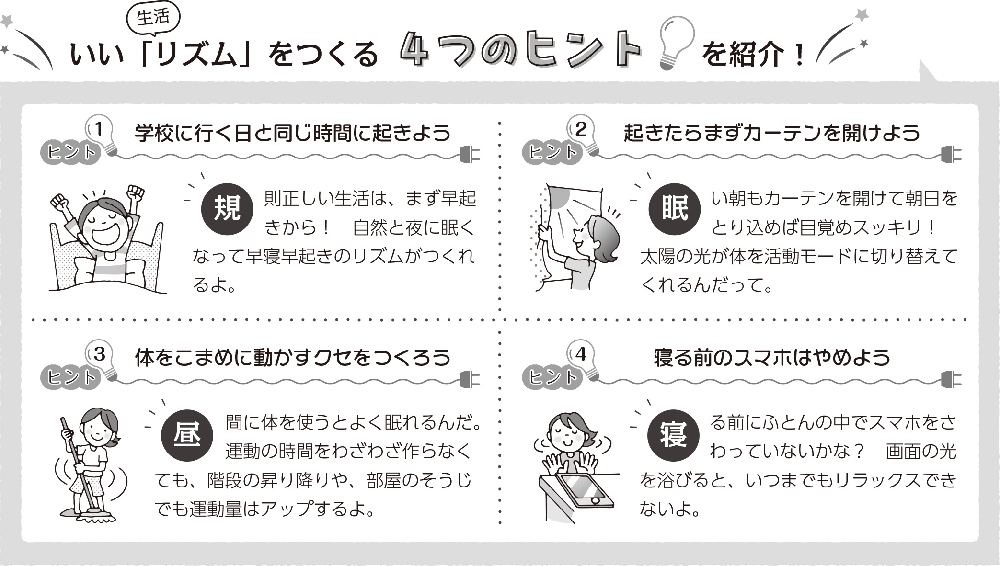 生活
いい「リズム」をつくる 4つのヒント を紹介!
1
ヒント
学校に行く日と同じ時間に起きよう
規則正しい生活は、まず早起
きから! 自然と夜に眠く
なって早寝早起きのリズムがつくれ
るよ。
2
ヒント
起きたらまずカーテンを開けよう
眠い朝もカーテンを開けて朝日を
とり込めば目覚めスッキリ!
太陽の光が体を活動モードに切り替えて
くれるんだって。
3
ヒント
体をこまめに動かすクセをつくろう
昼間に体を使うとよく眠れるんだ。
運動の時間をわざわざ作らなく
ても、階段の昇り降りや、部屋のそうじ
でも運動量はアップするよ。
4
ヒント
寝る前のスマホはやめよう
寝る前にふとんの中でスマホをさ
わっていないかな? 画面の光
を浴びると、いつまでもリラックスでき
ないよ。